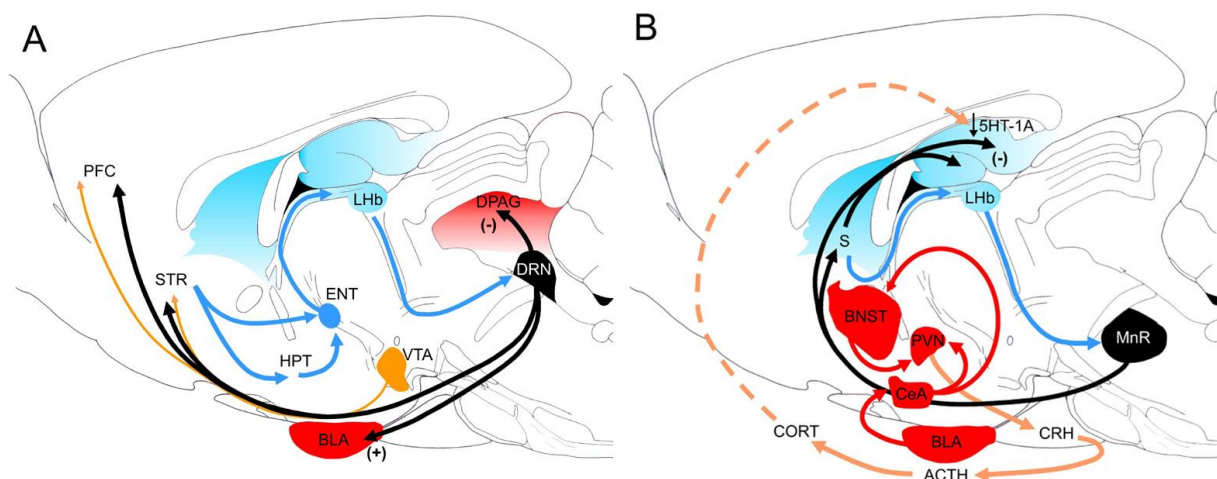 A
PFC
LHb
DPAG
(-)
DRN
STR
ENT
HPT
VTA
BLA
(+)
B
5HT-1A
(-)
LHb
S
BNST
PVN
MnR
CeA
CORT
BLA
CRH
ACTH